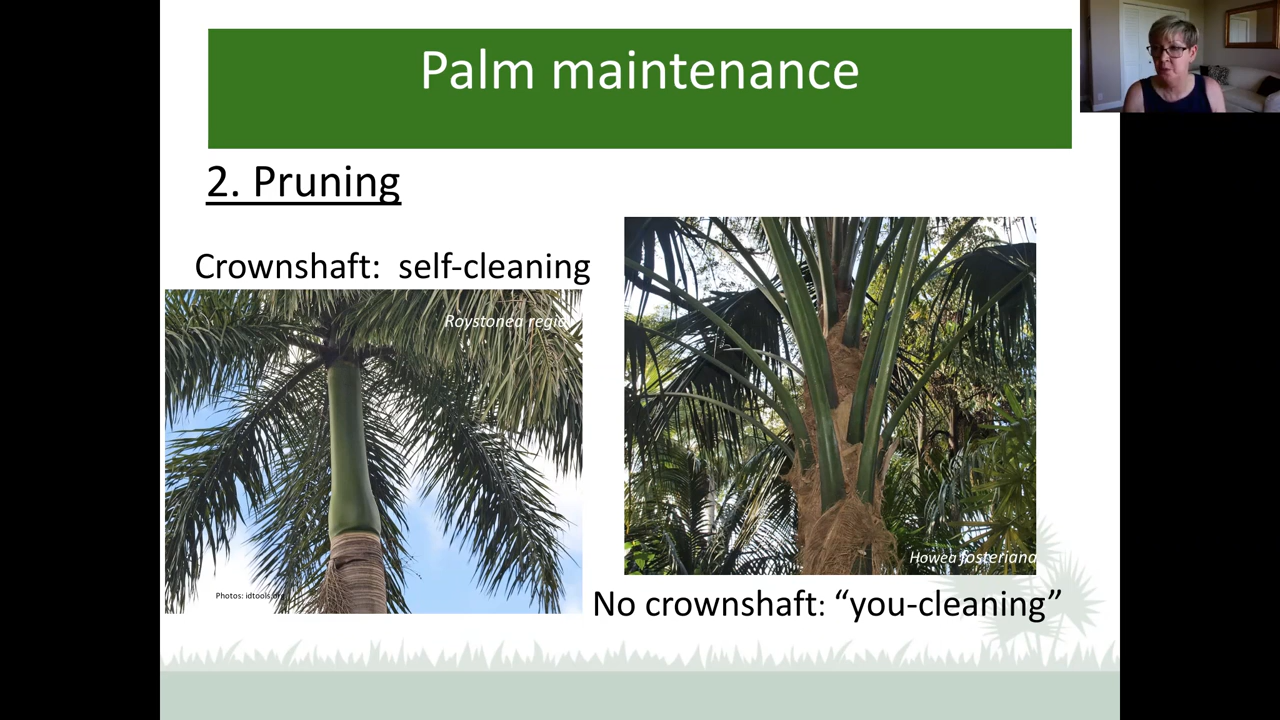 Palm maintenance
2. Pruning
Crownshaft: self-cleaning
Roystonea regia
Howea fosteriana
Photos: idtools.org
No crownshaft: “you-cleaning”